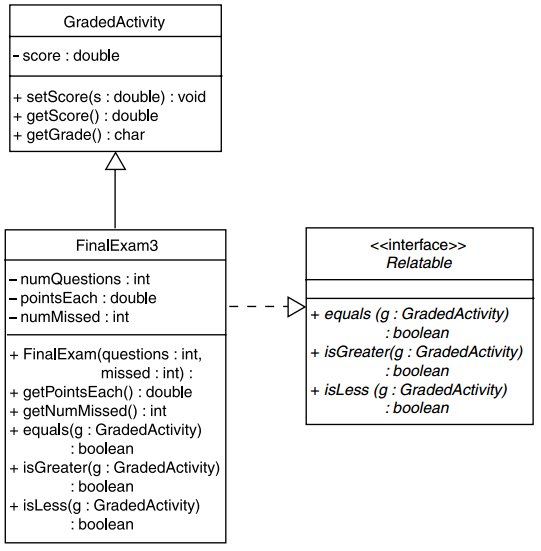 GradedActivity
– score : double
+ setScore(s : double) : void
+ getScore() : double
+ getGrade() : char
FinalExam3
– numQuestions : int
– pointsEach : double
– numMissed : int
+ FinalExam(questions : int,
missed : int) :
+ getPointsEach() : double
+ getNumMissed() : int
+ equals(g : GradedActivity)
: boolean
+ isGreater(g : GradedActivity)
: boolean
+ isLess(g : GradedActivity)
: boolean
<<interface>>
Relatable
+ equals (g : GradedActivity)
: boolean
+ isGreater(g : GradedActivity)
: boolean
+ isLess (g : GradedActivity)
: boolean